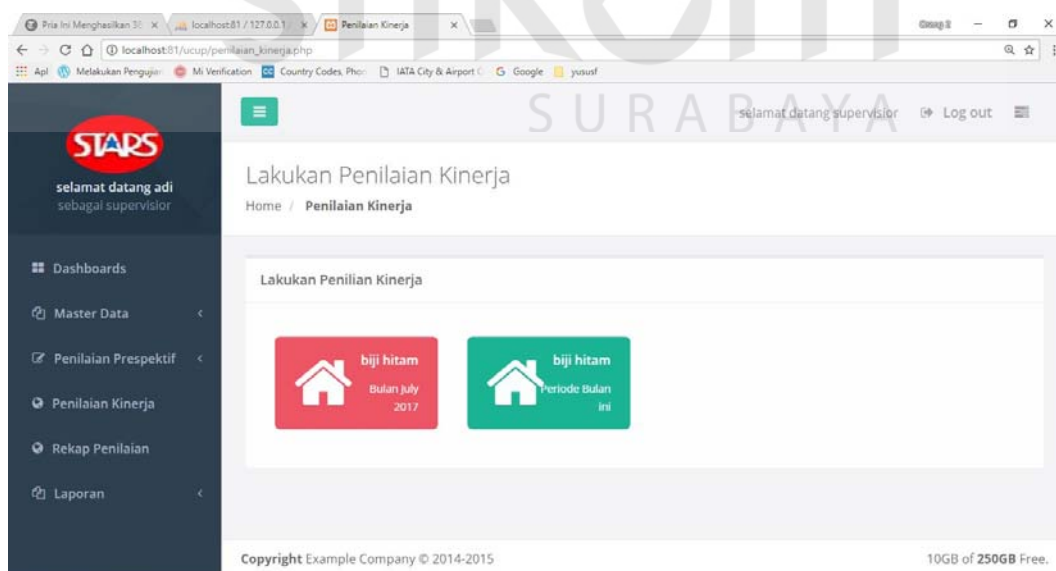 Pria Ini Menghasilkan 3
localhost:81 / 127.0.0.1
Penilaian Kinerja
localhost:81/ucup/penilaian_kinerja.php
Apl
Melakukan Pengujian
Mi Verification
Country Codes, Phon
IATA City & Airport C
Google
yususf
SURABAYA
selamat datang supervisior
Log out
STARS
selamat datang adi
sebagai supervisior
Lakukan Penilaian Kinerja
Home / Penilaian Kinerja
Dashboards
Master Data
Penilaian Prespektif
Penilaian Kinerja
Rekap Penilaian
Laporan
Lakukan Penilian Kinerja
biji hitam
Bulan July
2017
biji hitam
Periode Bulan
ini
Copyright Example Company © 2014-2015
10GB of 250GB Free.